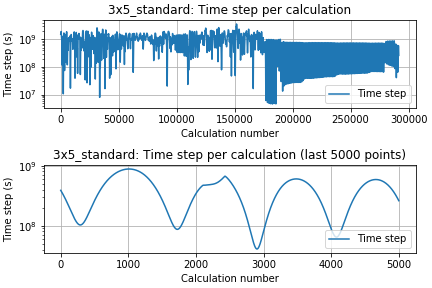 3x5_standard: Time step per calculation
Time step (s)
10⁹
10⁸
10⁷
Time step
0
50000
100000
150000
200000
250000
300000
Calculation number
3x5_standard: Time step per calculation (last 5000 points)
Time step (s)
10⁹
10⁸
Time step
0
1000
2000
3000
4000
5000
Calculation number